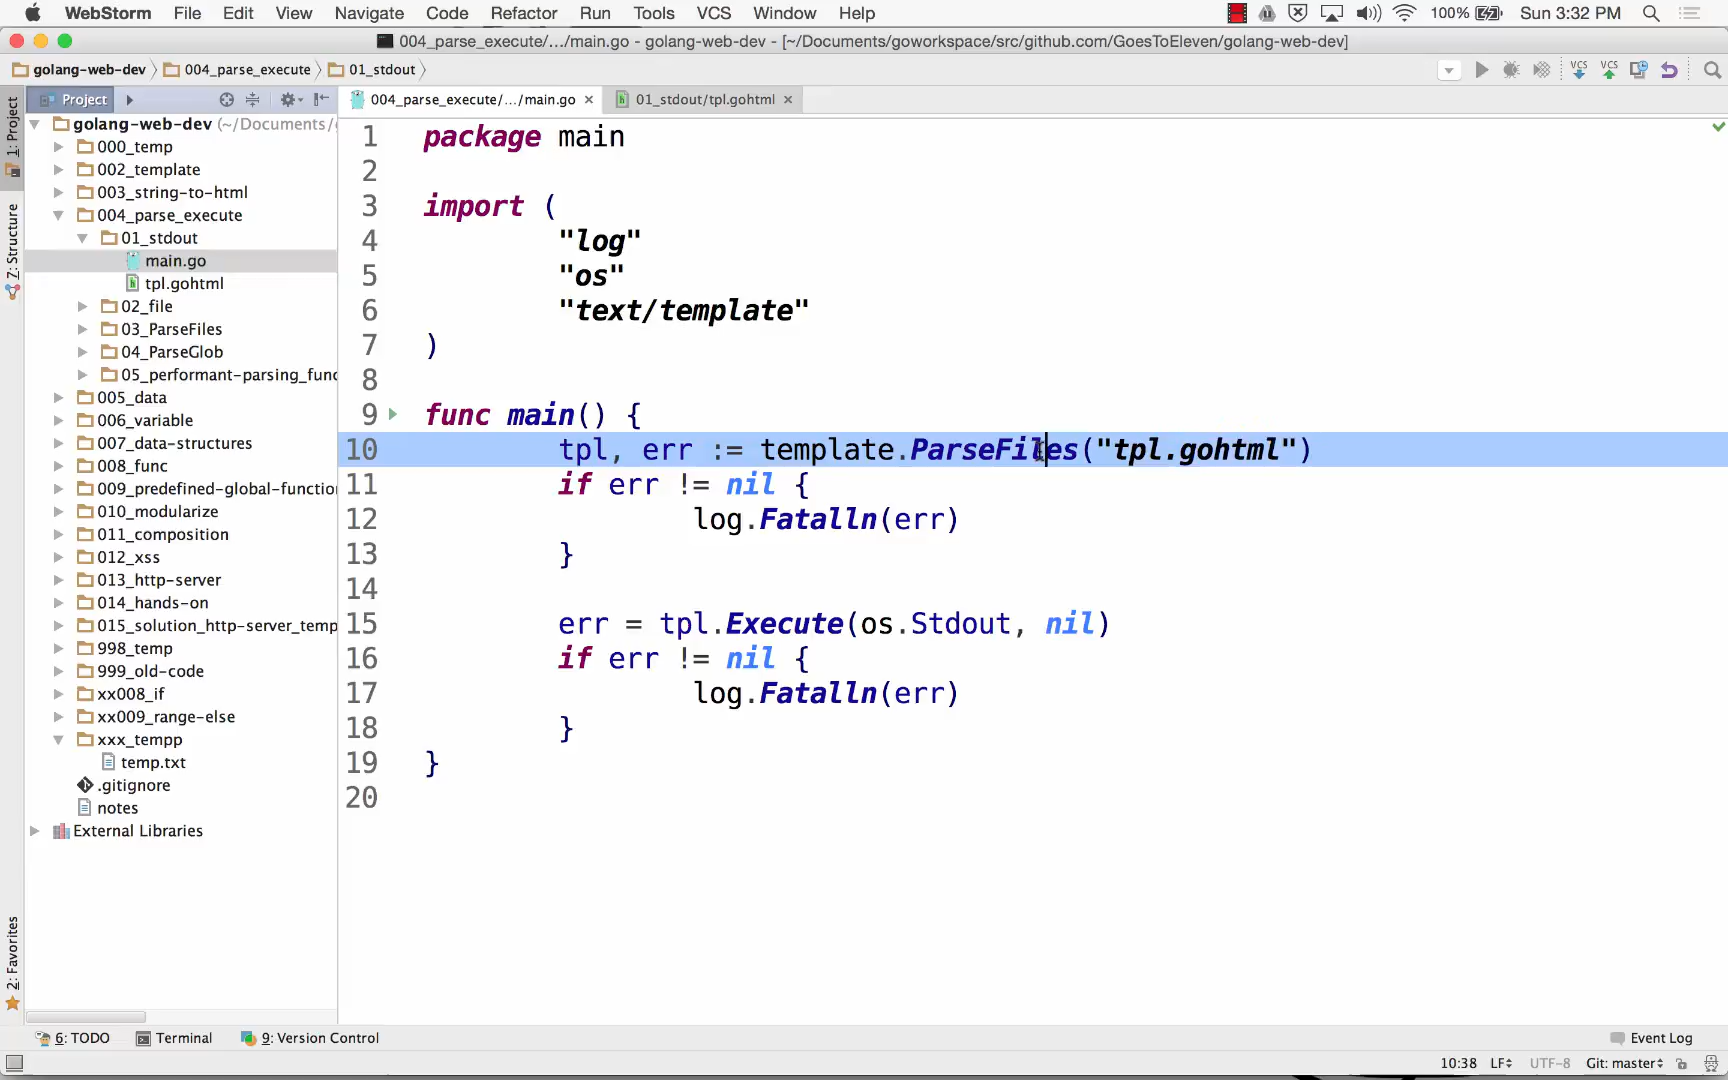 WebStorm File Edit View Navigate Code Refactor Run Tools VCS Window Help 100% Sun 3:32 PM
004_parse_execute/.../main.go - golang-web-dev - [~/Documents/goworkspace/src/github.com/GoesToEleven/golang-web-dev]
golang-web-dev 004_parse_execute 01_stdout VCS VCS
Project 004_parse_execute/.../main.go 01_stdout/tpl.gohtml
1: Project
Z: Structure
2: Favorites
golang-web-dev (~/Documents/
000_temp
002_template
003_string-to-html
004_parse_execute
01_stdout
main.go
tpl.gohtml
02_file
03_ParseFiles
04_ParseGlob
05_performant-parsing_func
005_data
006_variable
007_data-structures
008_func
009_predefined-global-functio
010_modularize
011_composition
012_xss
013_http-server
014_hands-on
015_solution_http-server_temp
998_temp
999_old-code
xx008_if
xx009_range-else
xxx_tempp
temp.txt
.gitignore
notes
External Libraries
1 package main
2
3 import (
4 "log"
5 "os"
6 "text/template"
7 )
8
9 func main() {
10 tpl, err := template.ParseFiles("tpl.gohtml")
11 if err != nil {
12 log.Fatalln(err)
13 }
14
15 err = tpl.Execute(os.Stdout, nil)
16 if err != nil {
17 log.Fatalln(err)
18 }
19 }
20
6: TODO Terminal 9: Version Control Event Log
10:38 LF UTF-8 Git: master